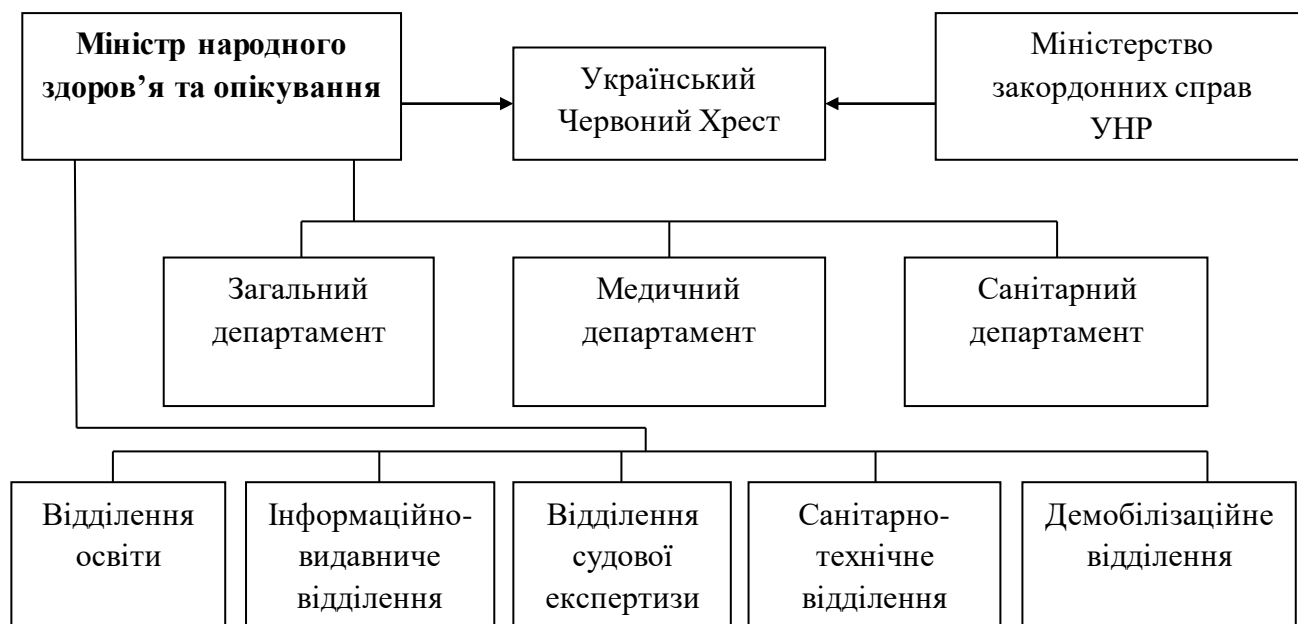 Міністр народного
здоров’я та опікування
Український
Червоний Хрест
Міністерство
закордонних справ
УНР
Загальний
департамент
Медичний
департамент
Санітарний
департамент
Відділення
освіти
Інформаційно-
видавниче
відділення
Відділення
судової
експертизи
Санітарно-
технічне
відділення
Демобілізаційне
відділення